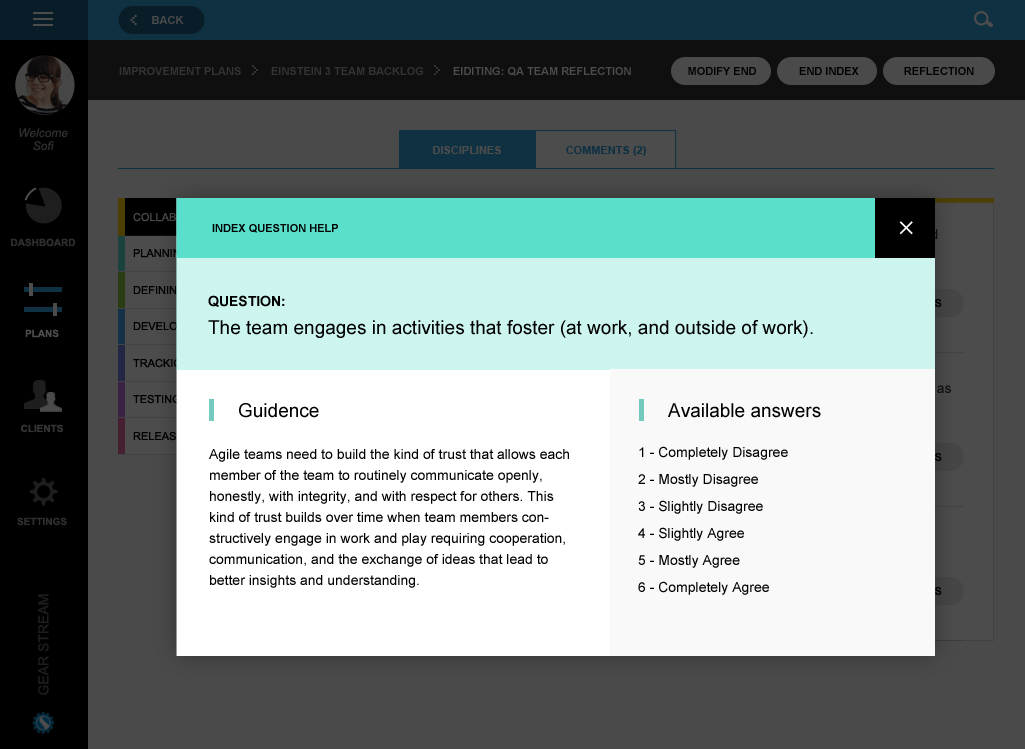 BACK
IMPROVEMENT PLANS
EINSTEIN 3 TEAM BACKLOG
EIDITING: QA TEAM REFLECTION
MODIFY END
END INDEX
REFLECTION
Welcome
Sofi
DASHBOARD
PLANS
CLIENTS
SETTINGS
GEAR STREAM
DISCIPLINES
COMMENTS (2)
COLLAB
PLANNIN
DEFININ
DEVELO
TRACKIC
TESTING
RELEAS
as
INDEX QUESTION HELP
QUESTION:
The team engages in activities that foster (at work, and outside of work).
Guidence
Agile teams need to build the kind of trust that allows each
member of the team to routinely communicate openly,
honestly, with integrity, and with respect for others. This
kind of trust builds over time when team members con-
structively engage in work and play requiring cooperation,
communication, and the exchange of ideas that lead to
better insights and understanding.
Available answers
1 - Completely Disagree
2 - Mostly Disagree
3 - Slightly Disagree
4 - Slightly Agree
5 - Mostly Agree
6 - Completely Agree